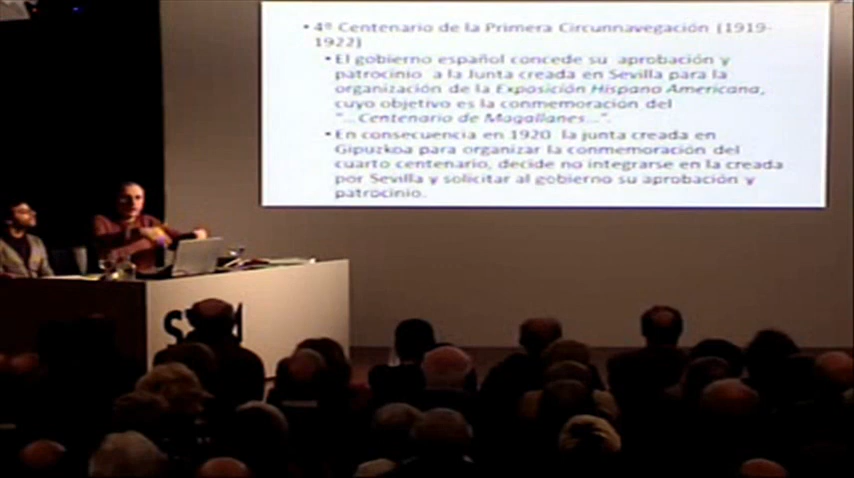 • 4º Centenario de la Primera Circunnavegación (1919-
1922)
• El gobierno español concede su aprobación y
patrocinio a la Junta creada en Sevilla para la
organización de la Exposición Hispano Americana,
cuyo objetivo es la conmemoración del
"...Centenario de Magallanes...".
• En consecuencia en 1920 la junta creada en
Gipuzkoa para organizar la conmemoración del
cuarto centenario, decide no integrarse en la creada
por Sevilla y solicitar al gobierno su aprobación y
patrocinio.